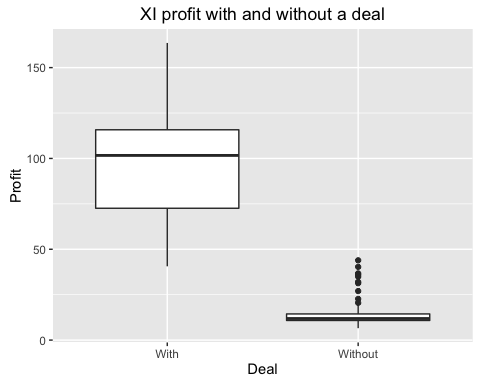 XI profit with and without a deal
Profit
150
100
50
0
With
Without
Deal